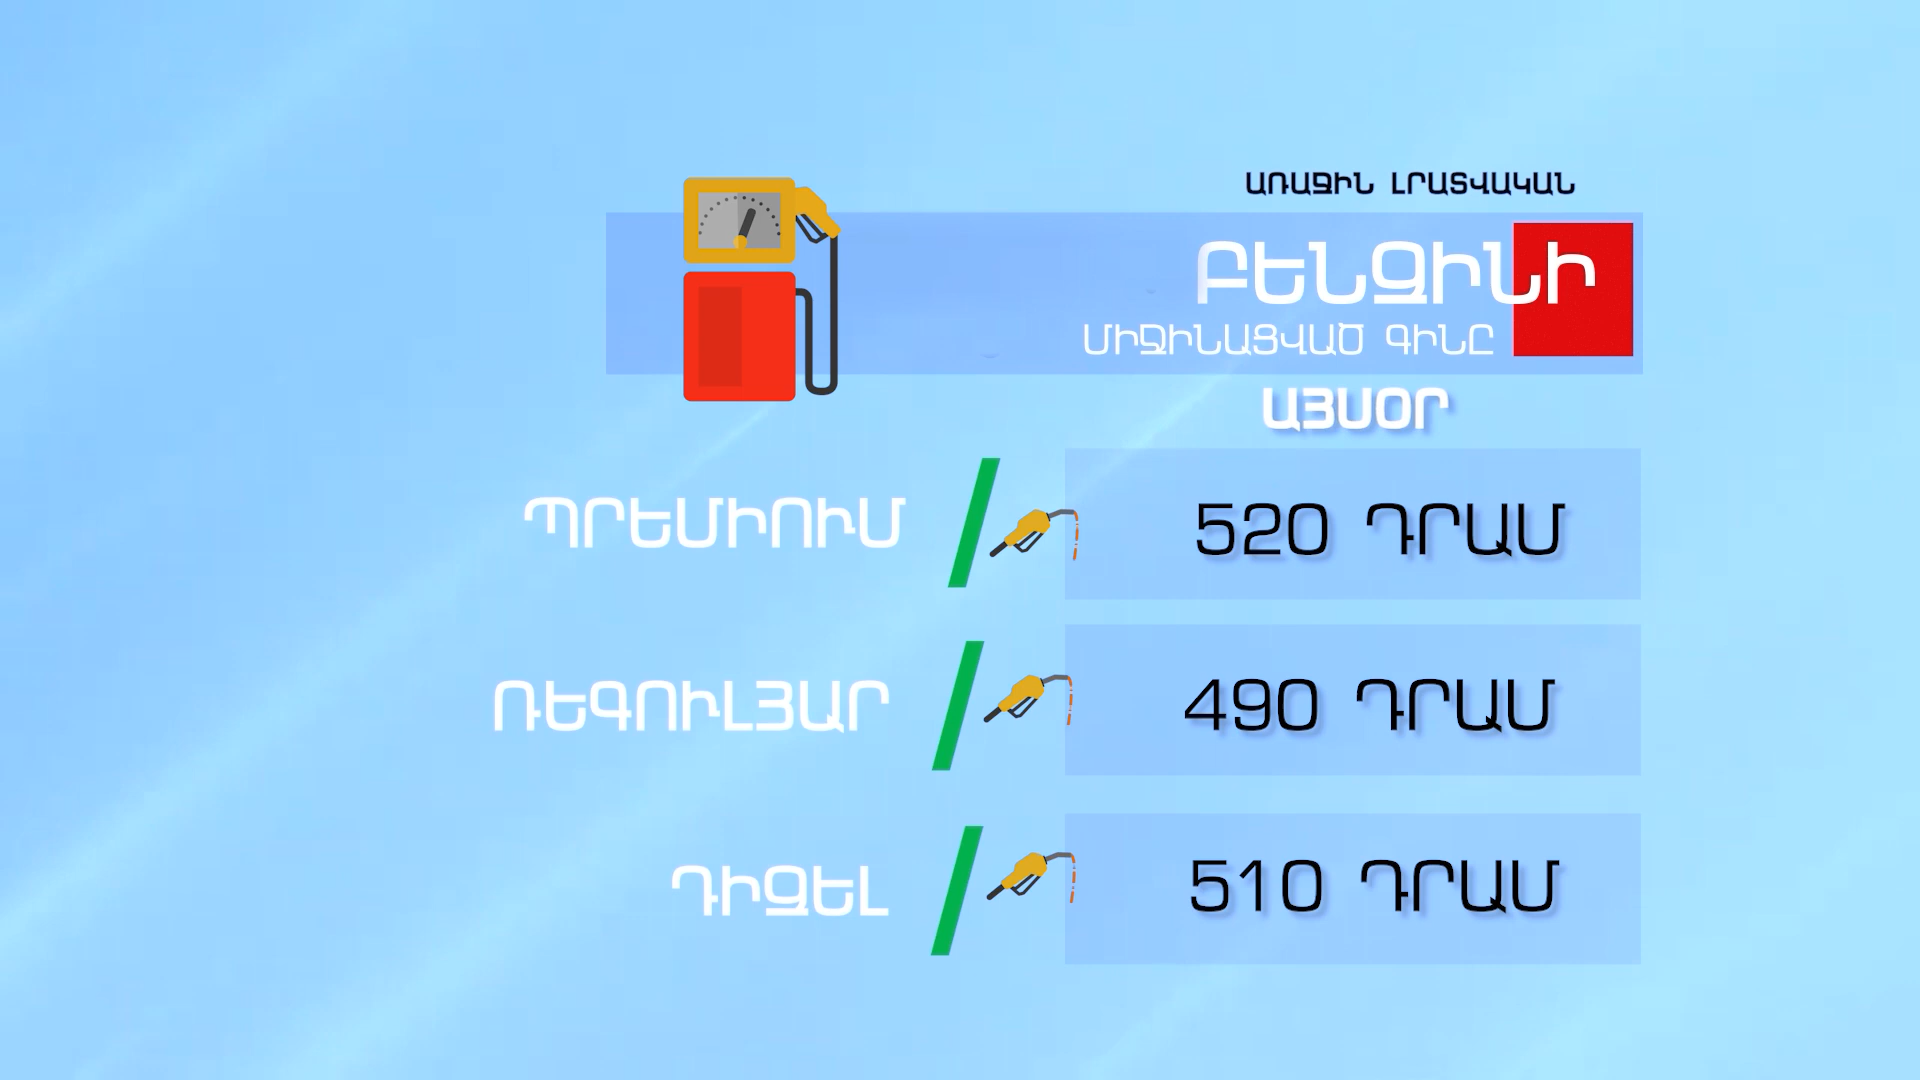 ԱՌԱՋԻՆ ԼՐԱՏՎԱԿԱՆ
ԲԵՆԶԻՆԻ
ՄԻՋԻՆԱՑՎԱԾ ԳԻՆԸ
ԱՅՍՕՐ
ՊՐԵՄԻՈՒՄ 520 ԴՐԱՄ
ՌԵԳՈՒԼՅԱՐ 490 ԴՐԱՄ
ԴԻԶԵԼ 510 ԴՐԱՄ